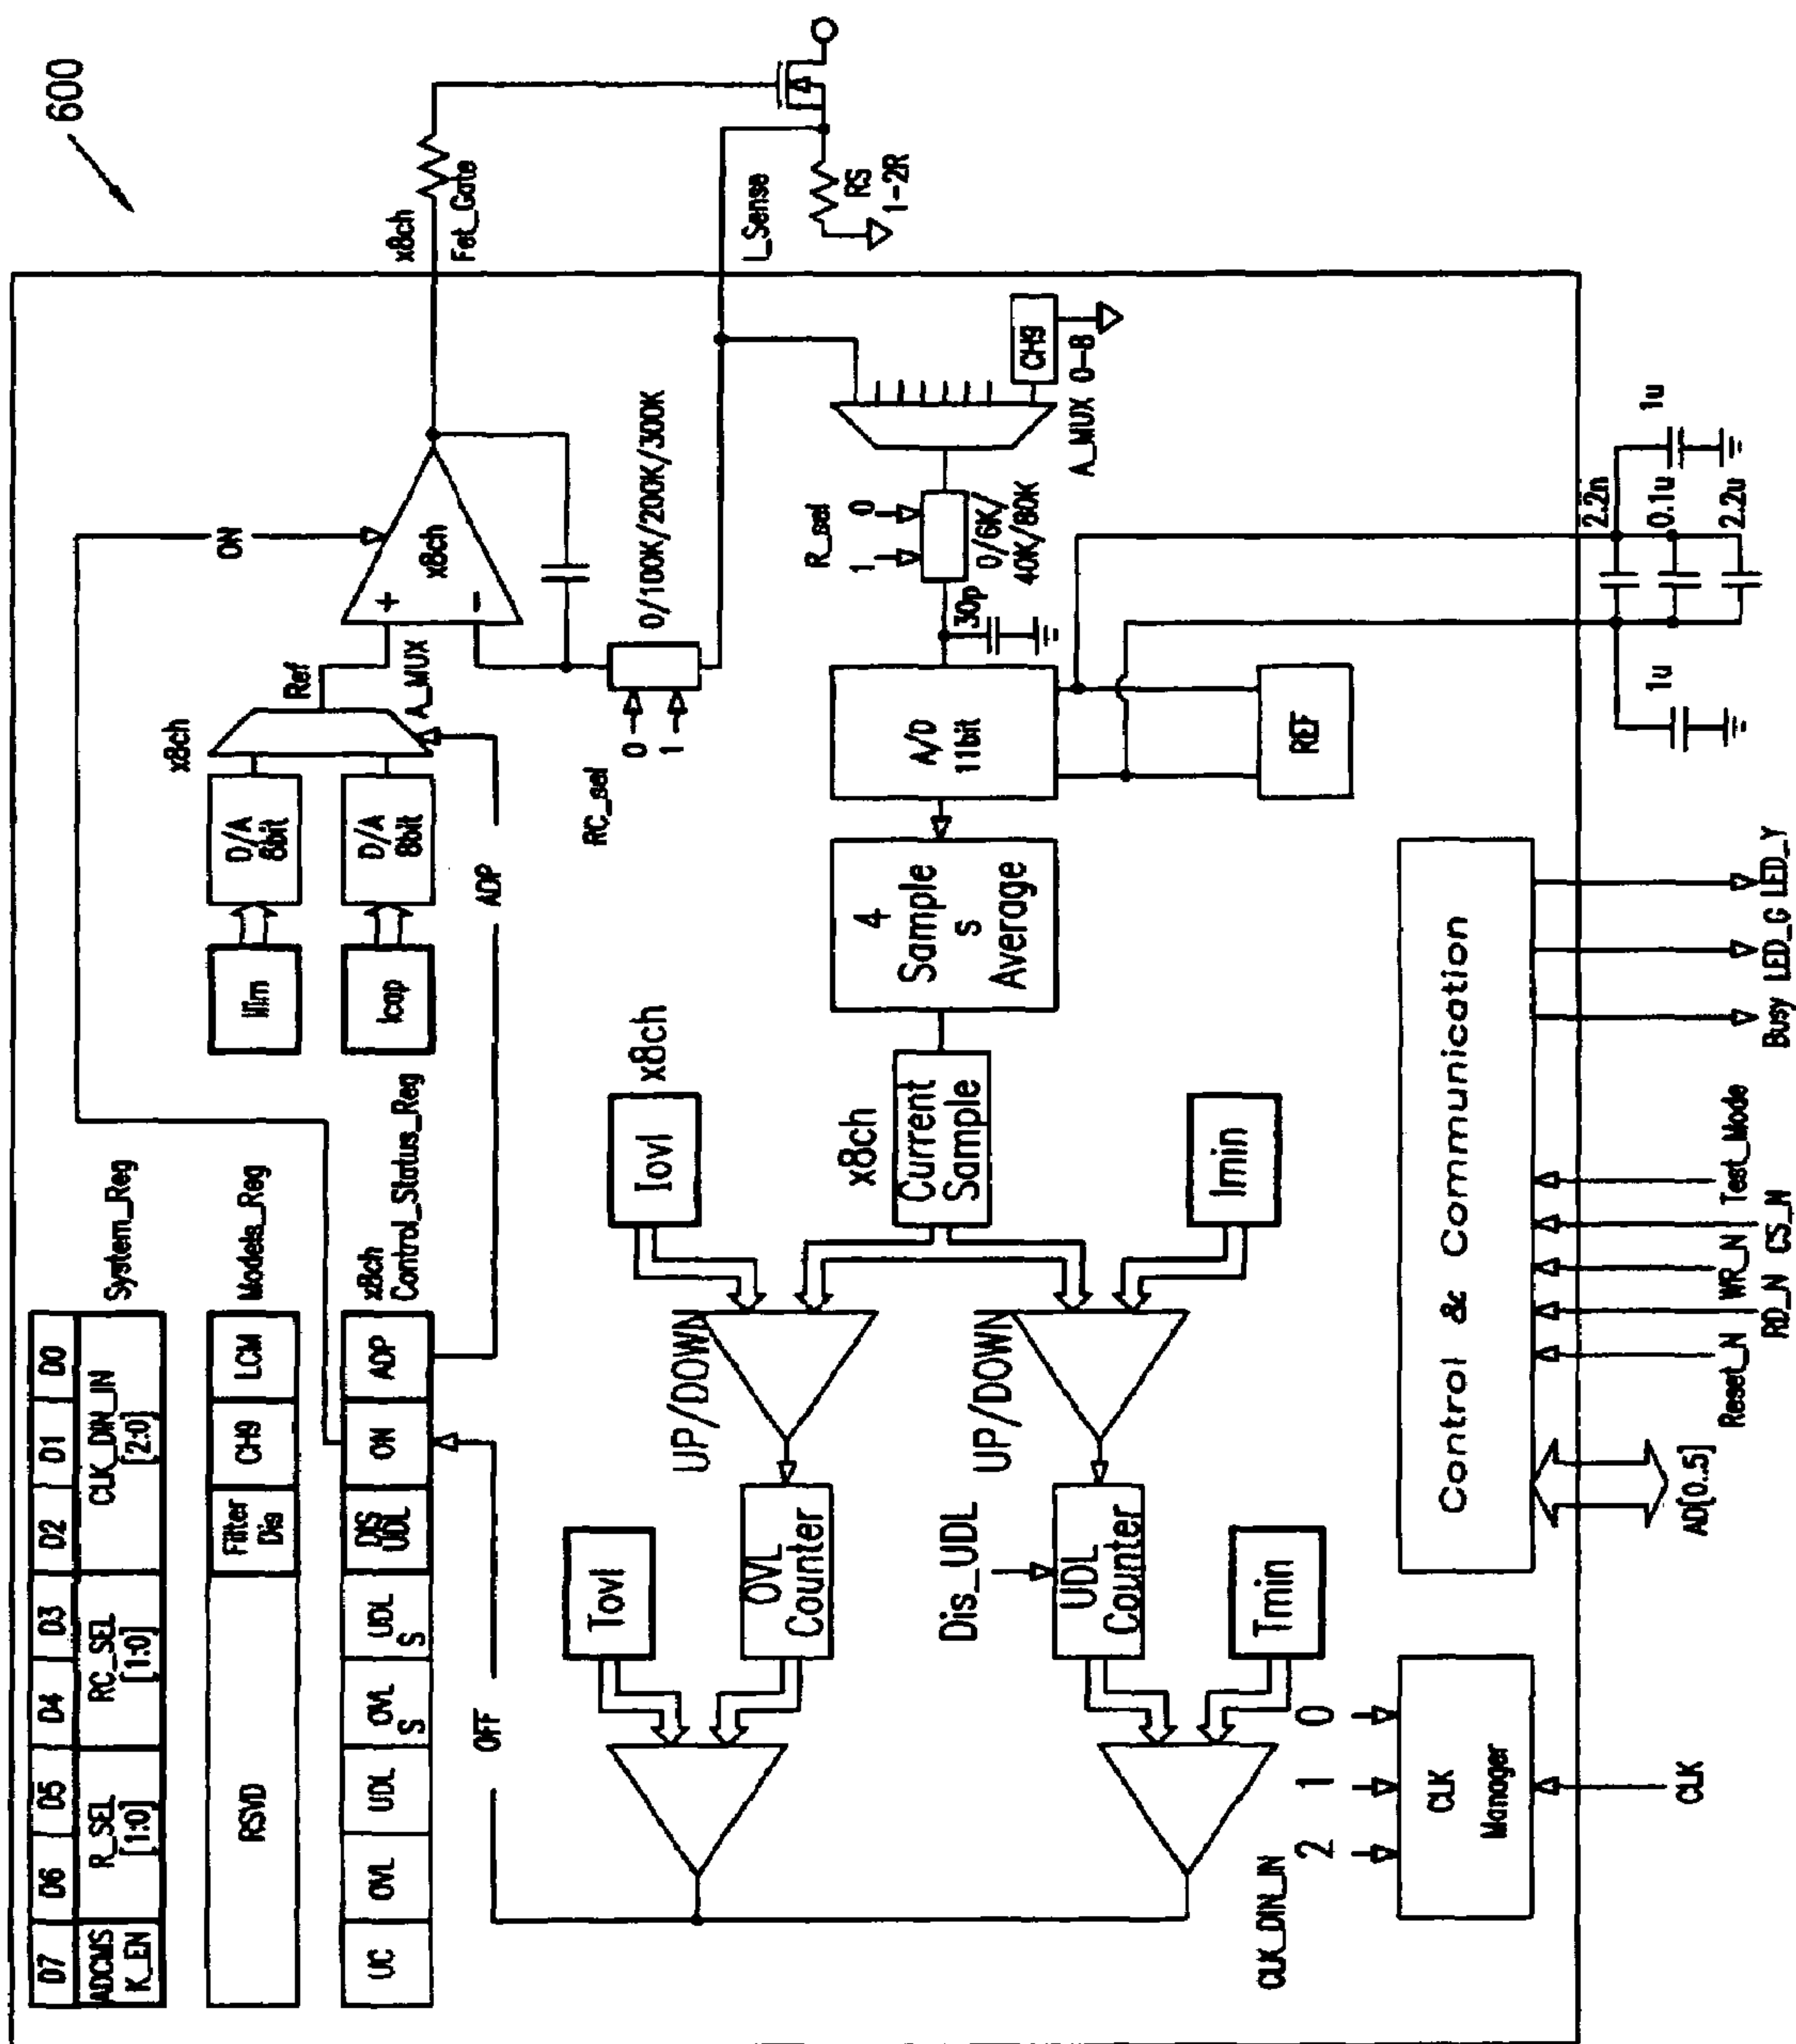 600
D7
D6
D5
D4
D3
D2
D1
D0
ADCMS
K_EN
R_SEL
[1:0]
RC_SEL
[1:0]
CLK_DIN_IN
[2:0]
System_Reg
RSVD
Filter
Dis
CH9
LCM
Models_Reg
UC
OVL
UDL
OVL
S
UDL
S
DIS
UDL
ON
ADP
x8ch
Control_Status_Reg
OFF
ADP
ON
Icap
D/A
8bit
D/A
8bit
x8ch
Ref
A_MUX
+
-
x8ch
x8ch
Fet_Gate
I_Sense
RS
1-2R
RC_sel
0
1
0/100K/200K/300K
Tovl
OVL
Counter
UP/DOWN
Iovl
x8ch
x8ch
Current
Sample
4
Sample
s
Average
A/D
11bit
30p
R_sel
1
0
0/6K/
40K/80K
A_MUX 0-8
CH9
Dis_UDL
UDL
Counter
UP/DOWN
Tmin
Imin
REF
CLK_DIN_IN
2
1
0
CLK
Manager
CLK
Control & Communication
AD[0..5]
Reset_N
RD_N
WR_N
CS_N
Test_Mode
Busy
LED_G
LED_Y
1u
2.2n
0.1u
2.2u
1u